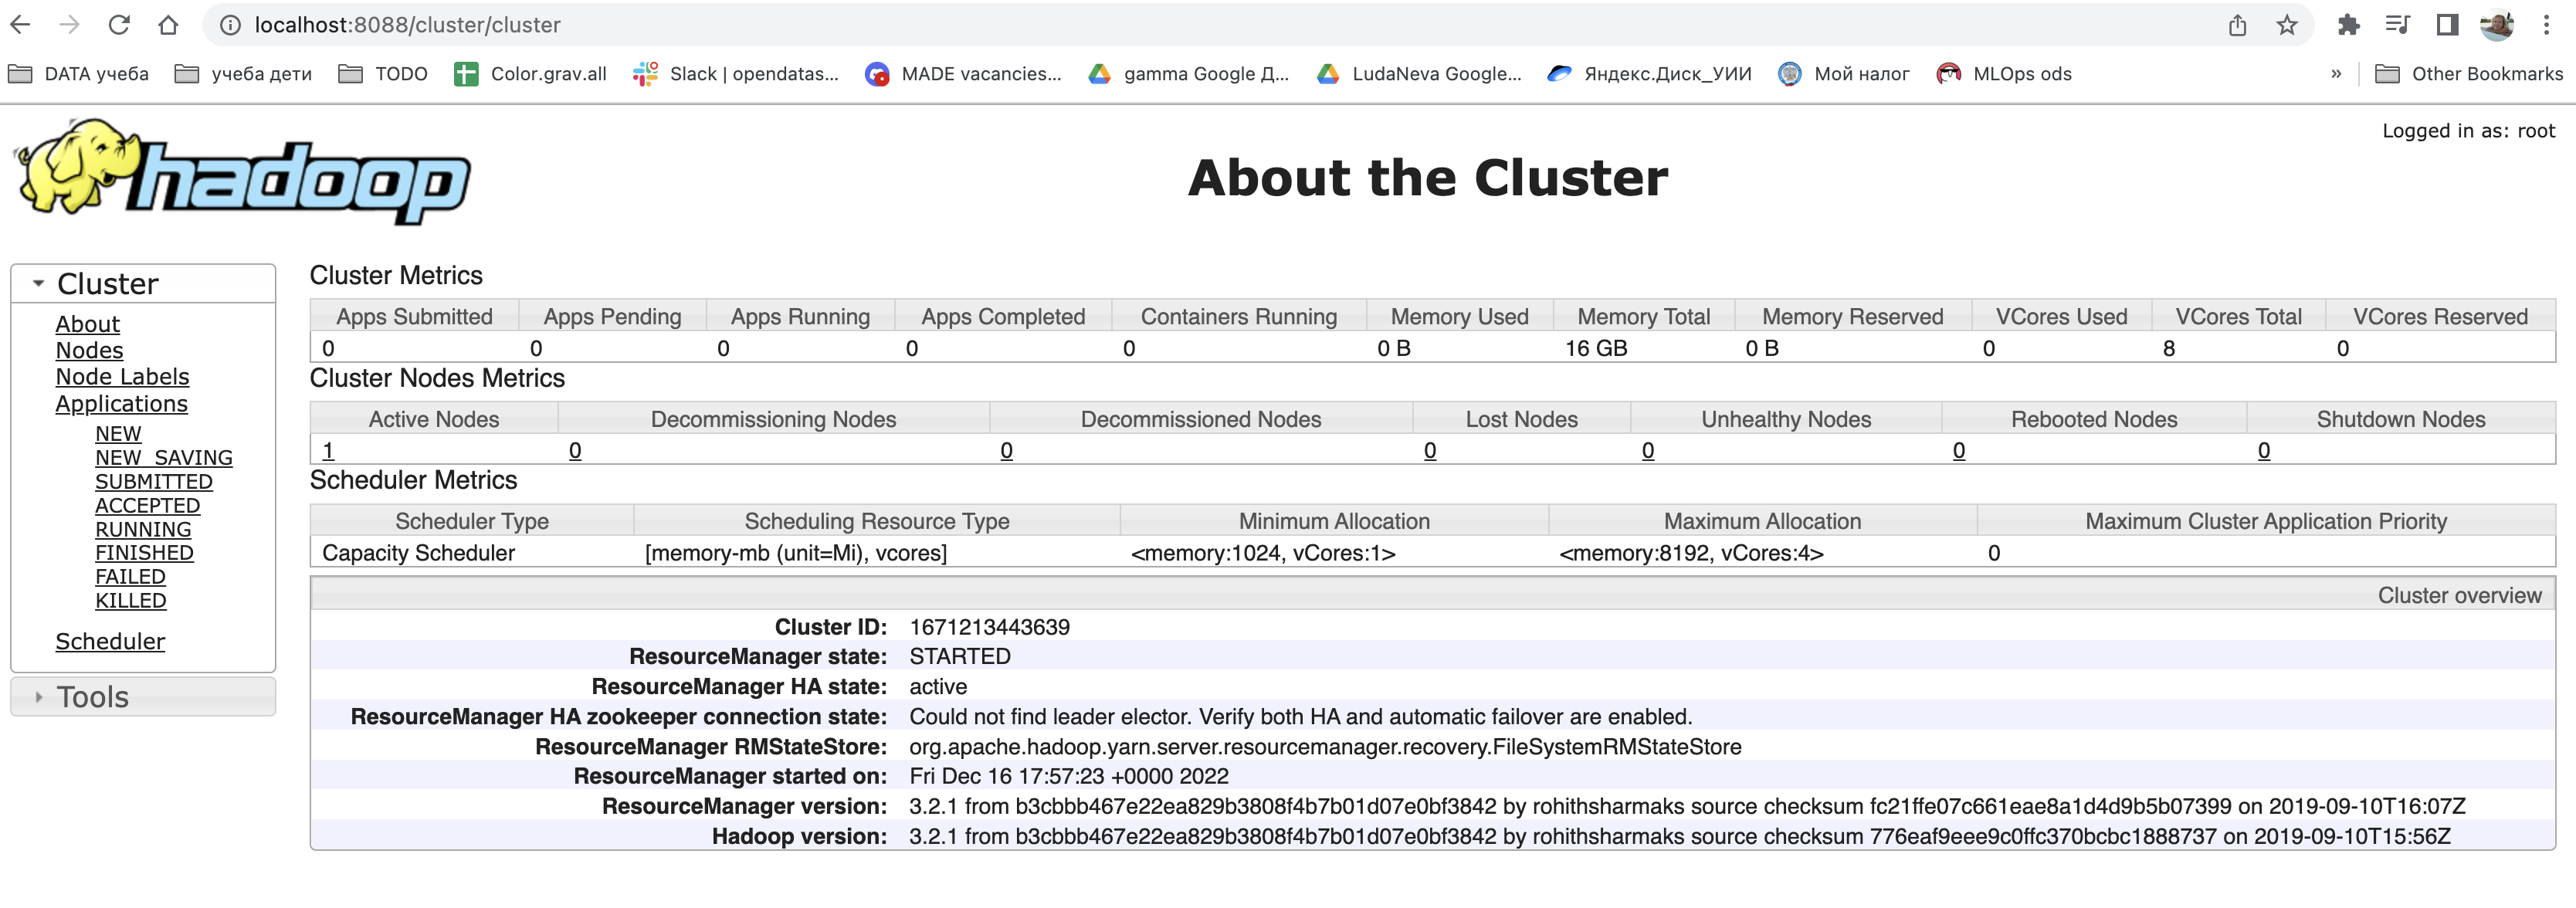 localhost:8088/cluster/cluster
DATA учеба учеба дети TODO Color.grav.all Slack | opendatas... MADE vacancies... gamma Google Д... LudaNeva Google... Яндекс.Диск_УИИ Мой налог MLOps ods » Other Bookmarks
Logged in as: root
hadoop
About the Cluster
Cluster
About
Nodes
Node Labels
Applications
NEW
NEW_SAVING
SUBMITTED
ACCEPTED
RUNNING
FINISHED
FAILED
KILLED
Scheduler
Tools
Cluster Metrics
Apps Submitted Apps Pending Apps Running Apps Completed Containers Running Memory Used Memory Total Memory Reserved VCores Used VCores Total VCores Reserved
0 0 0 0 0 0 B 16 GB 0 B 0 8 0
Cluster Nodes Metrics
Active Nodes Decommissioning Nodes Decommissioned Nodes Lost Nodes Unhealthy Nodes Rebooted Nodes Shutdown Nodes
1 0 0 0 0 0 0
Scheduler Metrics
Scheduler Type Scheduling Resource Type Minimum Allocation Maximum Allocation Maximum Cluster Application Priority
Capacity Scheduler [memory-mb (unit=Mi), vcores] <memory:1024, vCores:1> <memory:8192, vCores:4> 0
Cluster overview
Cluster ID: 1671213443639
ResourceManager state: STARTED
ResourceManager HA state: active
ResourceManager HA zookeeper connection state: Could not find leader elector. Verify both HA and automatic failover are enabled.
ResourceManager RMStateStore: org.apache.hadoop.yarn.server.resourcemanager.recovery.FileSystemRMStateStore
ResourceManager started on: Fri Dec 16 17:57:23 +0000 2022
ResourceManager version: 3.2.1 from b3cbbb467e22ea829b3808f4b7b01d07e0bf3842 by rohithsharmaks source checksum fc21ffe07c661eae8a1d4d9b5b07399 on 2019-09-10T16:07Z
Hadoop version: 3.2.1 from b3cbbb467e22ea829b3808f4b7b01d07e0bf3842 by rohithsharmaks source checksum 776eaf9eee9c0ffc370bcbc1888737 on 2019-09-10T15:56Z